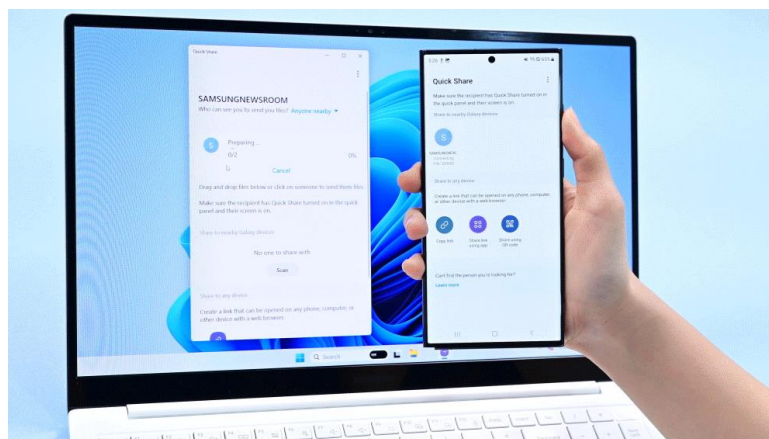 Quick Share
SAMSUNGNEWSROOM
Who can see you to send you files? Anyone nearby
S
Preparing...
0/2
0%
Cancel
Drag and drop files below or click on someone to send them files.
Make sure the recipient has Quick Share turned on in the quick
panel and their screen is on.
Share to nearby Galaxy devices
No one to share with
Scan
Share to any device
Create a link that can be opened on any phone, computer, or
other device with a web browser.
Search
5:26
Quick Share
Make sure the recipient has Quick Share turned on in
the quick panel and their screen is on.
Share to nearby Galaxy devices
S
Share to any device
Create a link that can be opened on any phone, computer,
or other device with a web browser.
Copy link
Share link
using app
Share using
QR code
Can't find the person you're looking for?
Learn more